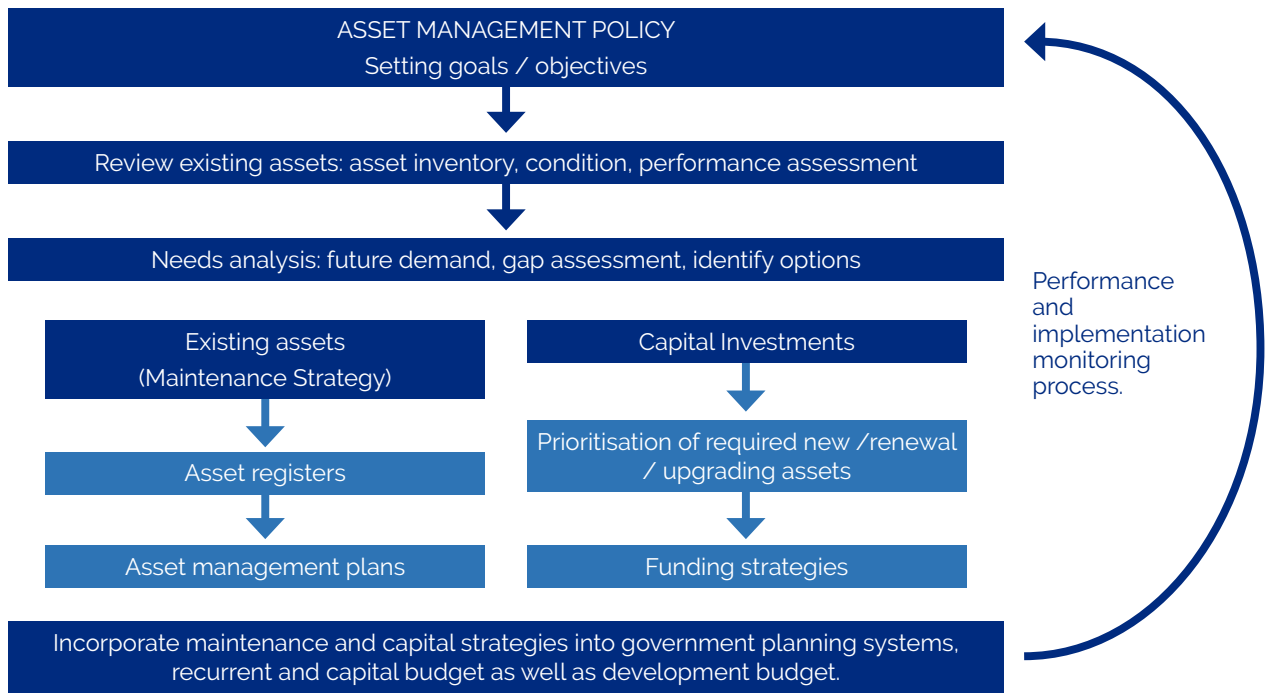 ASSET MANAGEMENT POLICY
Setting goals / objectives
Review existing assets: asset inventory, condition, performance assessment
Needs analysis: future demand, gap assessment, identify options
Existing assets
(Maintenance Strategy)
Asset registers
Asset management plans
Capital Investments
Prioritisation of required new /renewal
/ upgrading assets
Funding strategies
Incorporate maintenance and capital strategies into government planning systems,
recurrent and capital budget as well as development budget.
Performance
and
implementation
monitoring
process.